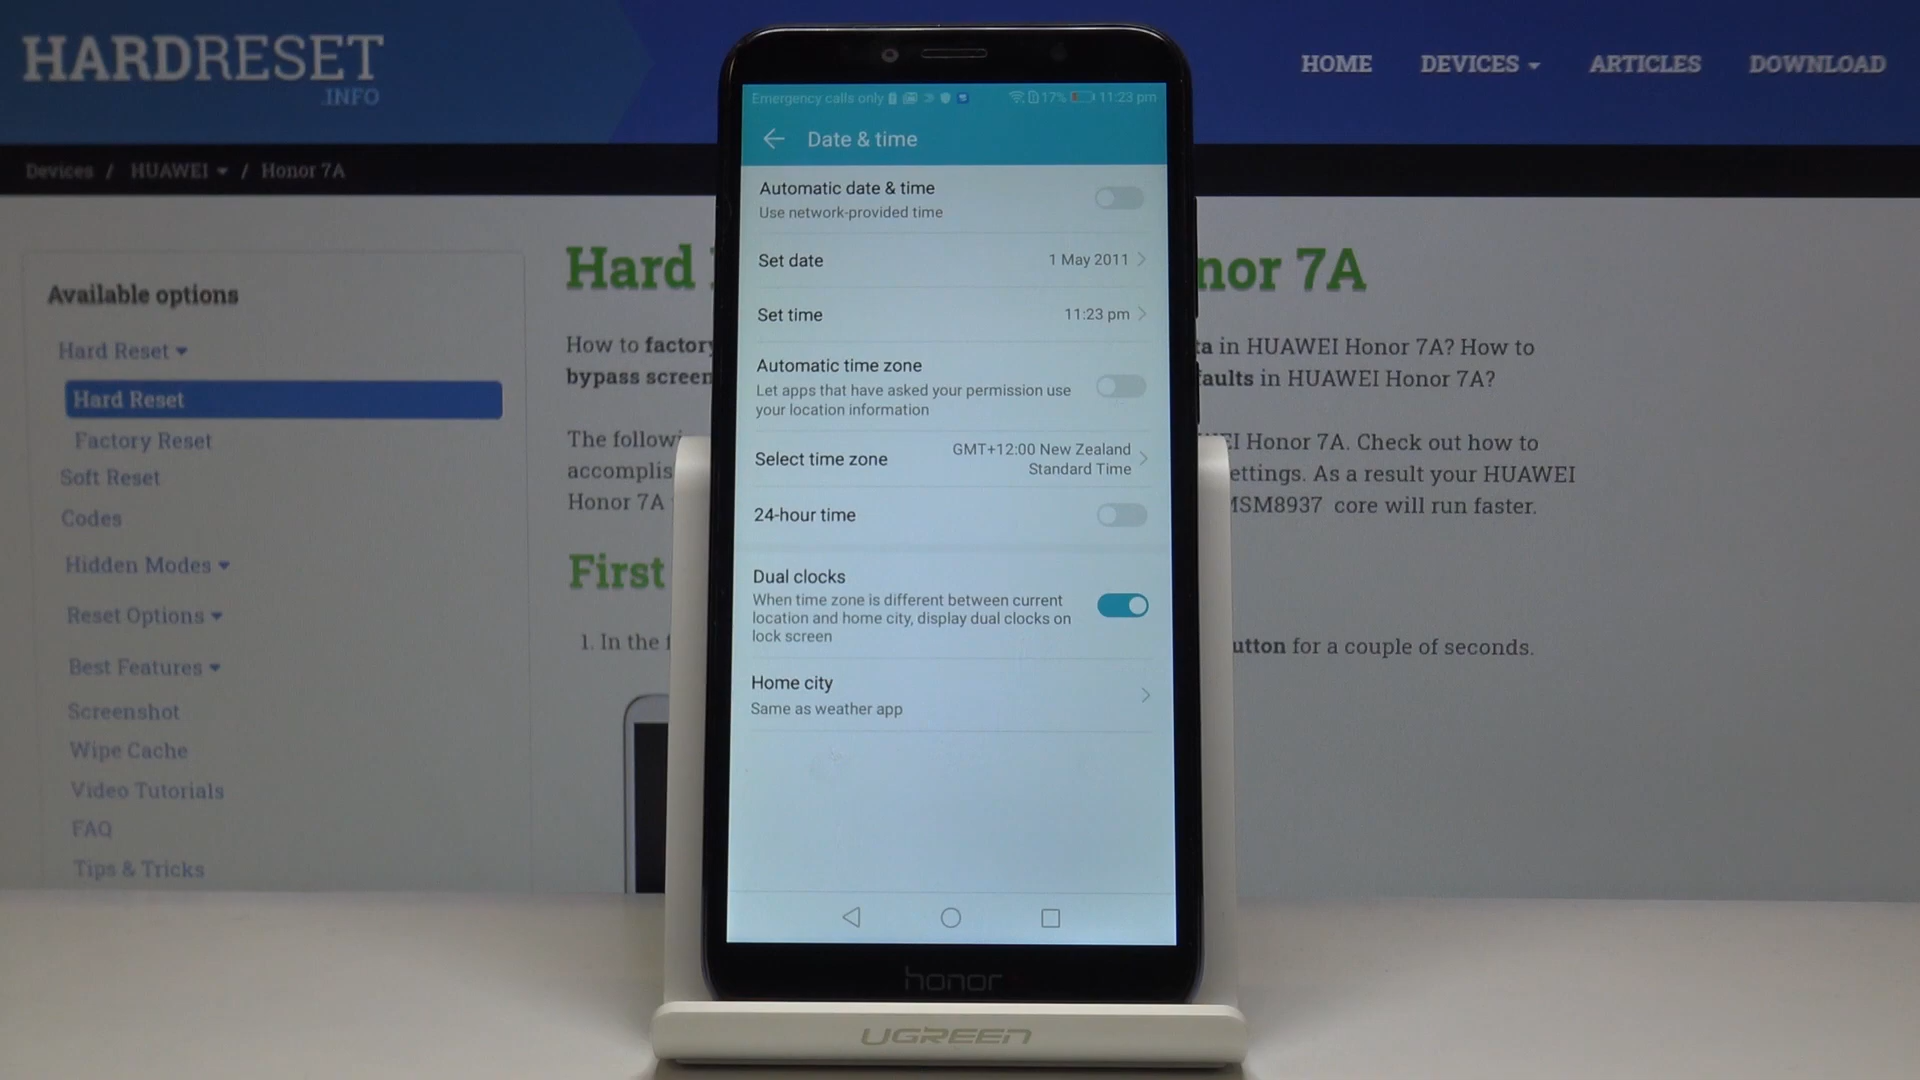 HARDRESET
.INFO
HOME DEVICES ARTICLES DOWNLOAD
Devices / HUAWEI / Honor 7A
Available options
Hard Reset
Hard Reset
Factory Reset
Soft Reset
Codes
Hidden Modes
Reset Options
Best Features
Screenshot
Wipe Cache
Video Tutorials
FAQ
Tips & Tricks
Hard
nor 7A
How to factory
ta in HUAWEI Honor 7A? How to
bypass screen
faults in HUAWEI Honor 7A?
The follow
EI Honor 7A. Check out how to
accomplis
ettings. As a result your HUAWEI
Honor 7A
MSM8937 core will run faster.
First
1. In the f
utton for a couple of seconds.
Emergency calls only
17% 11:23 pm
Date & time
Automatic date & time
Use network-provided time
Set date 1 May 2011
Set time 11:23 pm
Automatic time zone
Let apps that have asked your permission use
your location information
Select time zone GMT+12:00 New Zealand
Standard Time
24-hour time
Dual clocks
When time zone is different between current
location and home city, display dual clocks on
lock screen
Home city
Same as weather app
honor
UGREEN